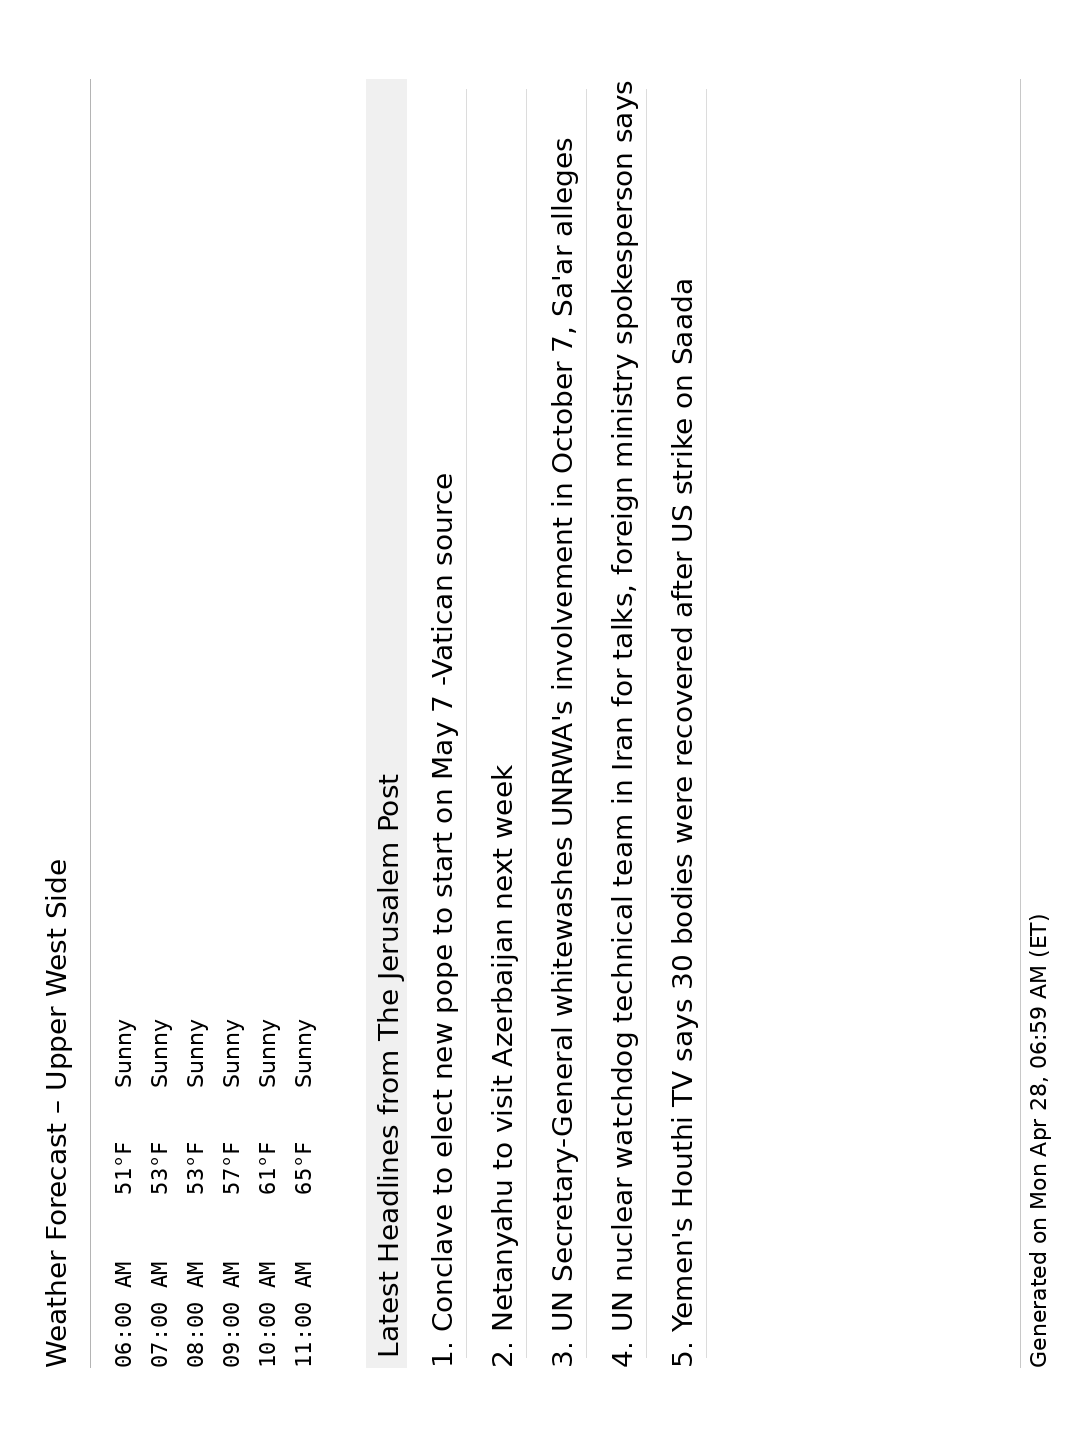 Weather Forecast – Upper West Side
06:00 AM 51°F Sunny
07:00 AM 53°F Sunny
08:00 AM 53°F Sunny
09:00 AM 57°F Sunny
10:00 AM 61°F Sunny
11:00 AM 65°F Sunny
Latest Headlines from The Jerusalem Post
1. Conclave to elect new pope to start on May 7 -Vatican source
2. Netanyahu to visit Azerbaijan next week
3. UN Secretary-General whitewashes UNRWA's involvement in October 7, Sa'ar alleges
4. UN nuclear watchdog technical team in Iran for talks, foreign ministry spokesperson says
5. Yemen's Houthi TV says 30 bodies were recovered after US strike on Saada
Generated on Mon Apr 28, 06:59 AM (ET)